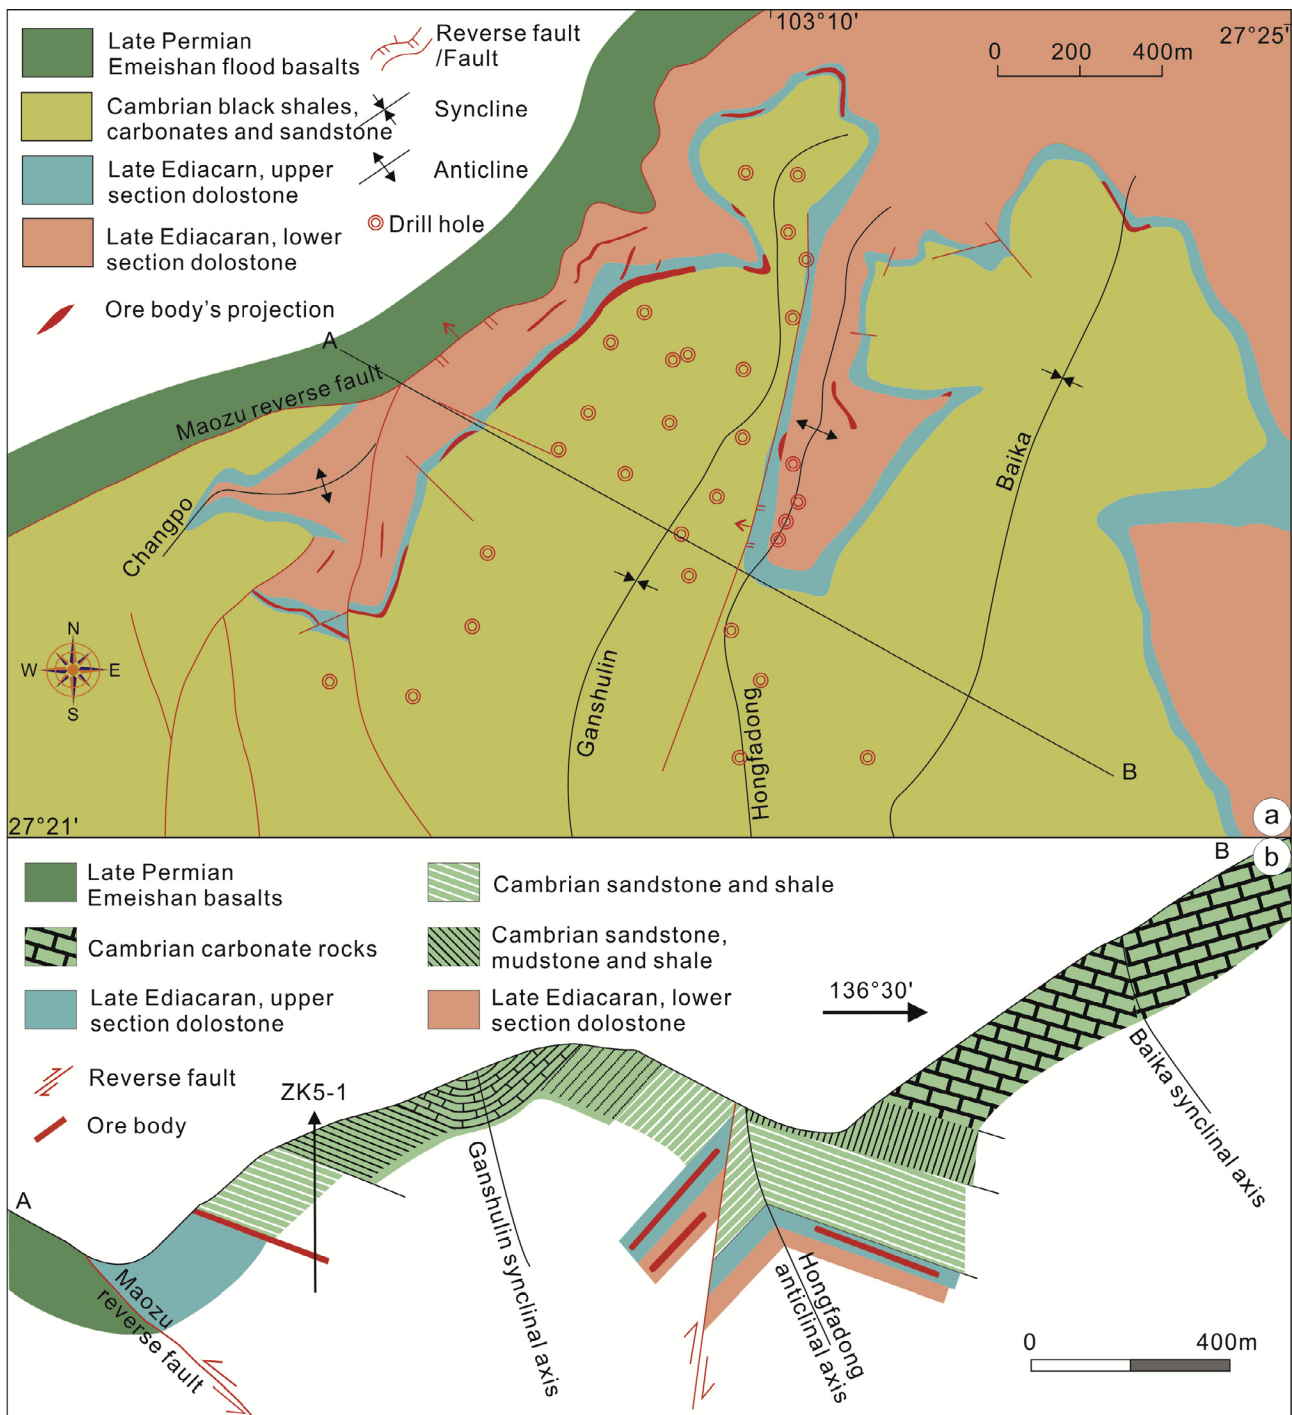 103°10'
27°25'
Late Permian
Emeishan flood basalts
Reverse fault
/Fault
0 200 400m
Cambrian black shales,
carbonates and sandstone
Syncline
Late Ediacarn, upper
section dolostone
Anticline
Late Ediacaran, lower
section dolostone
Drill hole
Ore body's projection
A
Maozu reverse fault
Changpo
Baika
N
W E
S
Ganshulin
Hongfadong
B
27°21'
a
b
Late Permian
Emeishan basalts
Cambrian sandstone and shale
B
Cambrian carbonate rocks
Cambrian sandstone,
mudstone and shale
Late Ediacaran, upper
section dolostone
Late Ediacaran, lower
section dolostone
136°30'
Reverse fault
ZK5-1
Ore body
A
Maozu
reverse fault
Ganshulin synclinal axis
Hongfadong
anticlinal axis
Baika synclinal axis
0 400m